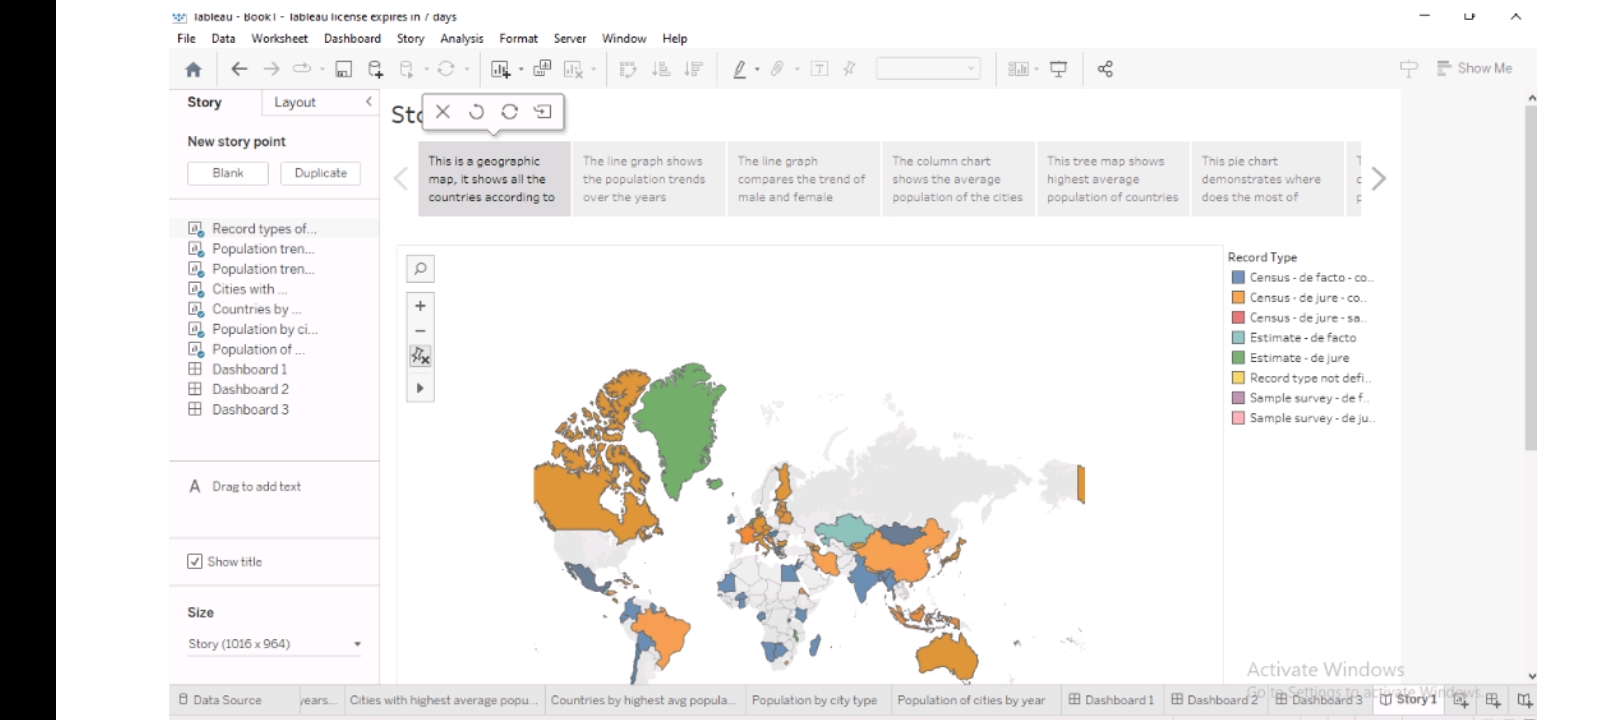 Tableau - Book1 - Tableau license expires in 7 days
File Data Worksheet Dashboard Story Analysis Format Server Window Help
Show Me
Story Layout
New story point
Blank Duplicate
Record types of...
Population tren...
Population tren...
Cities with ...
Countries by ...
Population by ci...
Population of ...
Dashboard 1
Dashboard 2
Dashboard 3
A Drag to add text
Show title
Size
Story (1016 x 964)
This is a geographic
map, it shows all the
countries according to
The line graph shows
the population trends
over the years
The line graph
compares the trend of
male and female
The column chart
shows the average
population of the cities
This tree map shows
highest average
population of countries
This pie chart
demonstrates where
does the most of
Record Type
Census - de facto - co..
Census - de jure - co..
Census - de jure - sa..
Estimate - de facto
Estimate - de jure
Record type not defi..
Sample survey - de f..
Sample survey - de ju..
Activate Windows
Go to Settings to activate Windows.
Data Source years... Cities with highest average popu... Countries by highest avg popula... Population by city type Population of cities by year Dashboard 1 Dashboard 2 Dashboard 3 Story 1